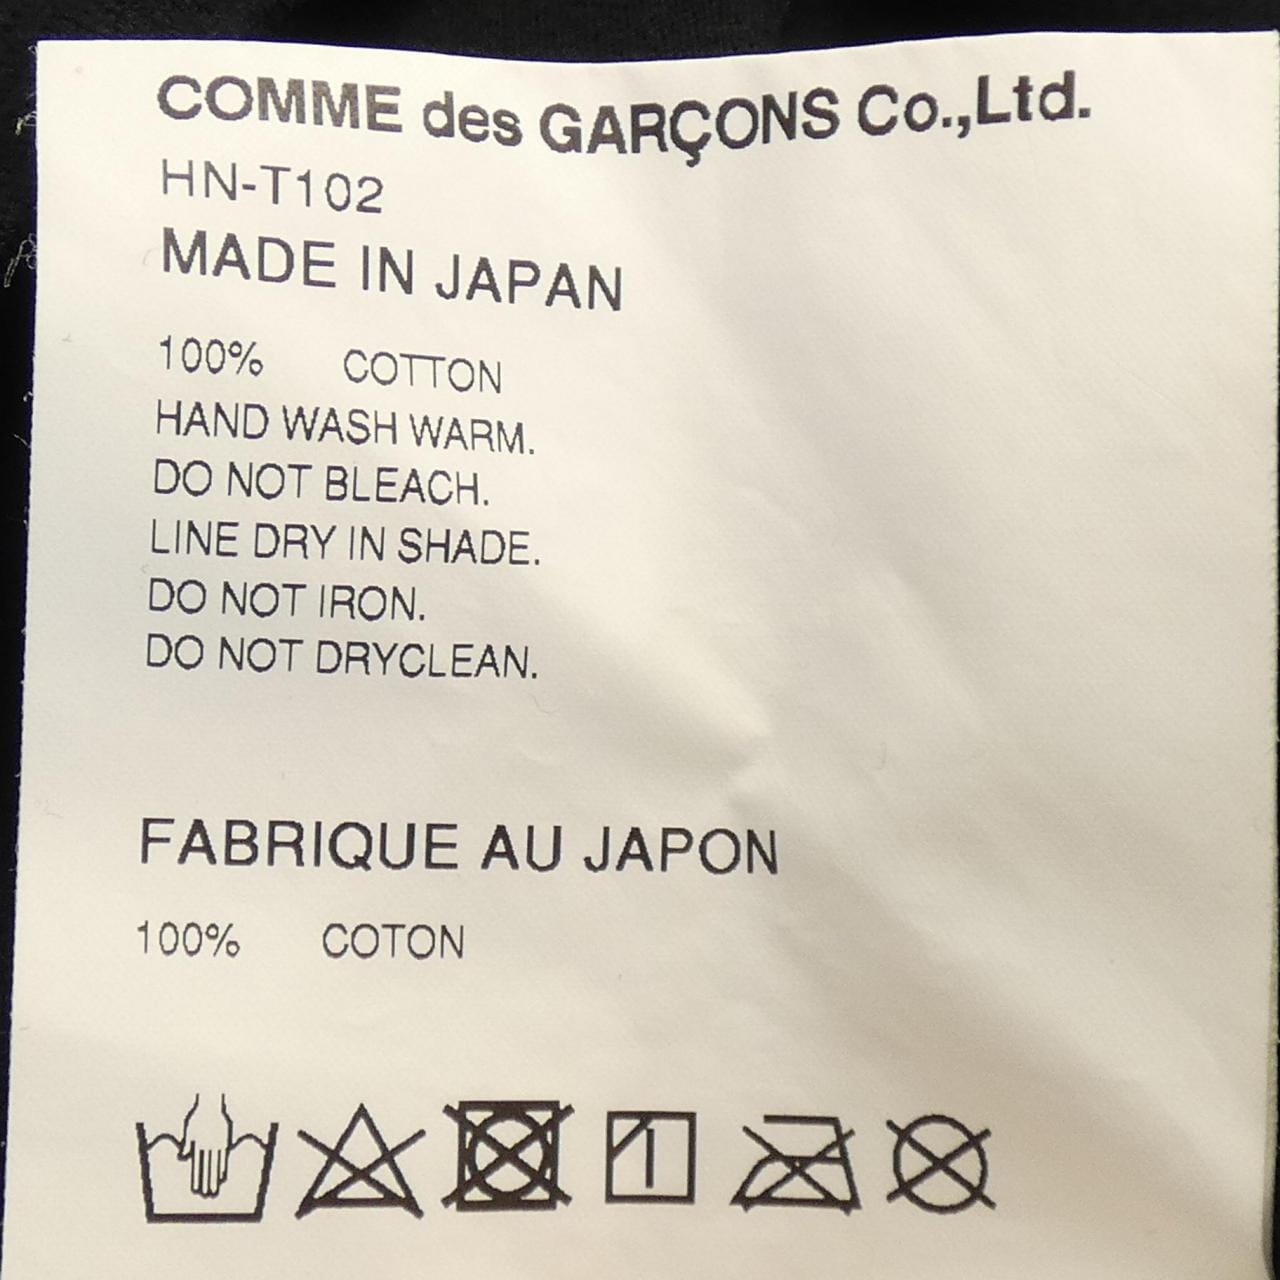 COMME des GARÇONS Co.,Ltd.
HN-T102
MADE IN JAPAN
100% COTTON
HAND WASH WARM.
DO NOT BLEACH.
LINE DRY IN SHADE.
DO NOT IRON.
DO NOT DRYCLEAN.
FABRIQUE AU JAPON
100% COTON